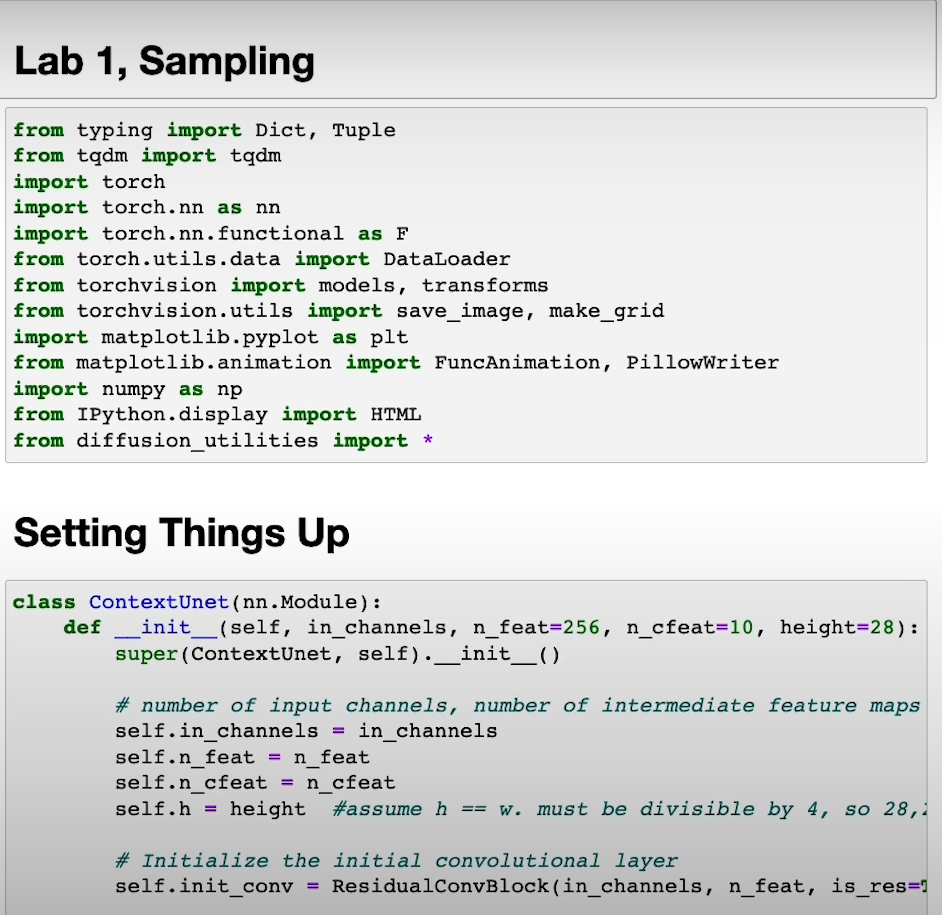 Lab 1, Sampling
from typing import Dict, Tuple
from tqdm import tqdm
import torch
import torch.nn as nn
import torch.nn.functional as F
from torch.utils.data import DataLoader
from torchvision import models, transforms
from torchvision.utils import save_image, make_grid
import matplotlib.pyplot as plt
from matplotlib.animation import FuncAnimation, PillowWriter
import numpy as np
from IPython.display import HTML
from diffusion_utilities import *
Setting Things Up
class ContextUnet(nn.Module):
    def __init__(self, in_channels, n_feat=256, n_cfeat=10, height=28):
        super(ContextUnet, self).__init__()
        # number of input channels, number of intermediate feature maps
        self.in_channels = in_channels
        self.n_feat = n_feat
        self.n_cfeat = n_cfeat
        self.h = height  #assume h == w. must be divisible by 4, so 28,
        # Initialize the initial convolutional layer
        self.init_conv = ResidualConvBlock(in_channels, n_feat, is_res=